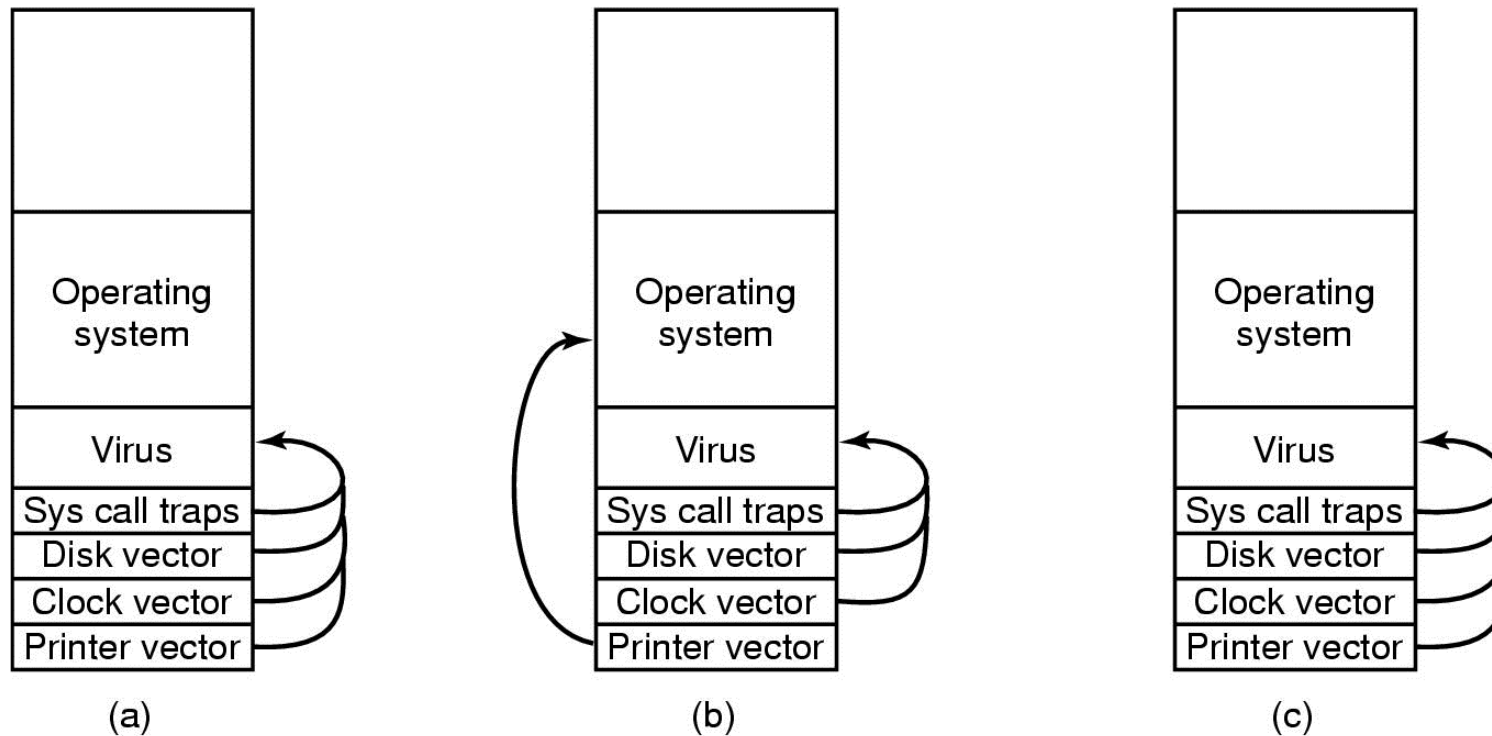 Operating
system
Virus
Sys call traps
Disk vector
Clock vector
Printer vector
(a)
Operating
system
Virus
Sys call traps
Disk vector
Clock vector
Printer vector
(b)
Operating
system
Virus
Sys call traps
Disk vector
Clock vector
Printer vector
(c)